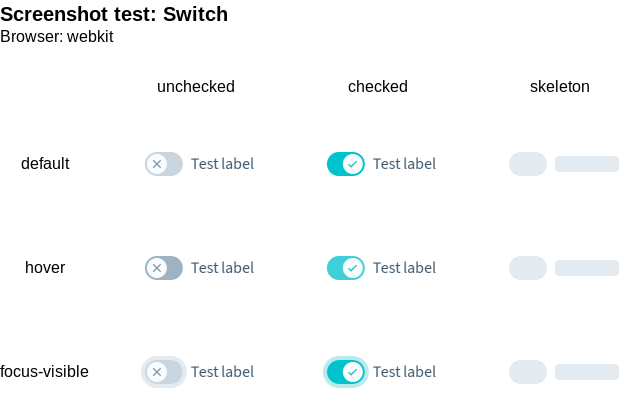 Screenshot test: Switch
Browser: webkit
unchecked checked skeleton
default Test label Test label
hover Test label Test label
focus-visible Test label Test label